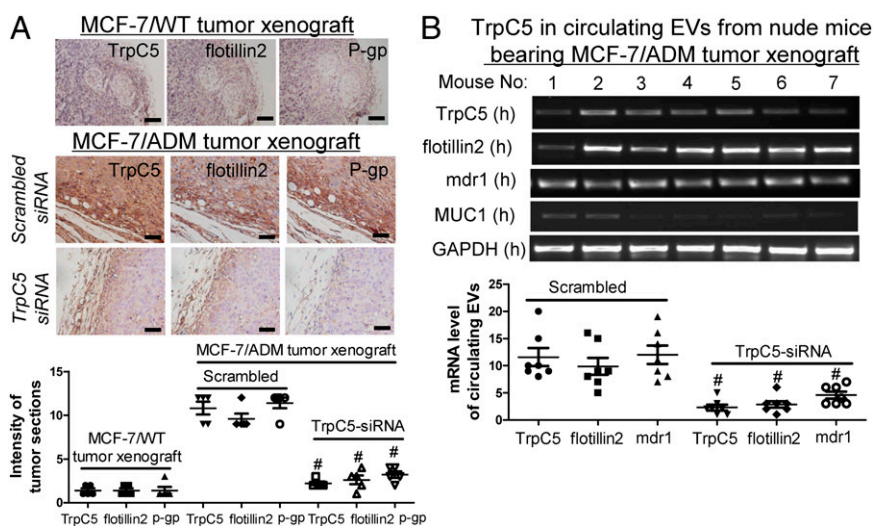 A
MCF-7/WT tumor xenograft
TrpC5 flotillin2 P-gp
MCF-7/ADM tumor xenograft
Scrambled
siRNA
TrpC5 flotillin2 P-gp
TrpC5
siRNA
Intensity of
tumor sections
15
10
5
0
MCF-7/ADM tumor xenograft
Scrambled
MCF-7/WT
tumor xenograft
TrpC5-siRNA
# # #
TrpC5 flotillin2 p-gp TrpC5 flotillin2 p-gp TrpC5 flotillin2 p-gp
B
TrpC5 in circulating EVs from nude mice
bearing MCF-7/ADM tumor xenograft
Mouse No: 1 2 3 4 5 6 7
TrpC5 (h)
flotillin2 (h)
mdr1 (h)
MUC1 (h)
GAPDH (h)
mRNA level
of circulating EVs
25
20
15
10
5
0
Scrambled
TrpC5-siRNA
# # #
TrpC5 flotillin2 mdr1 TrpC5 flotillin2 mdr1